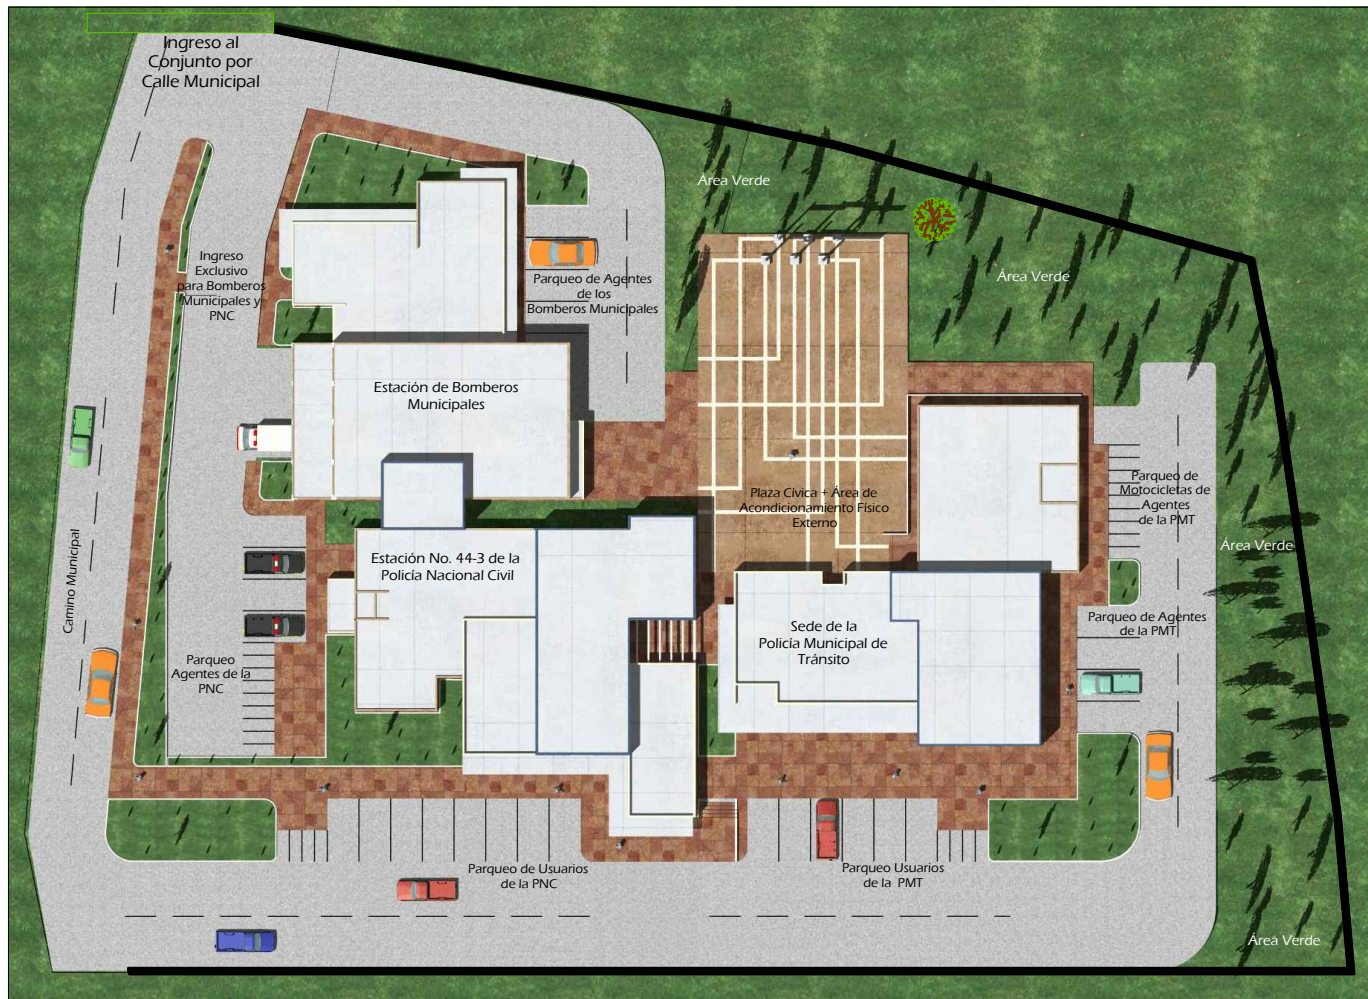 Ingreso al
Conjunto por
Calle Municipal
Área Verde
Ingreso
Exclusivo
para Bomberos
Municipales y
PNC
Parqueo de Agentes
de los
Bomberos Municipales
Área Verde
Estación de Bomberos
Municipales
Plaza Cívica + Área de
Acondicionamiento Físico
Externo
Parqueo de
Motocicletas de
Agentes
de la PMT
Área Verde
Camino Municipal
Estación No. 44-3 de la
Policía Nacional Civil
Sede de la
Policía Municipal de
Tránsito
Parqueo de Agentes
de la PMT
Parqueo
Agentes de la
PNC
Parqueo de Usuarios
de la PNC
Parqueo Usuarios
de la PMT
Área Verde